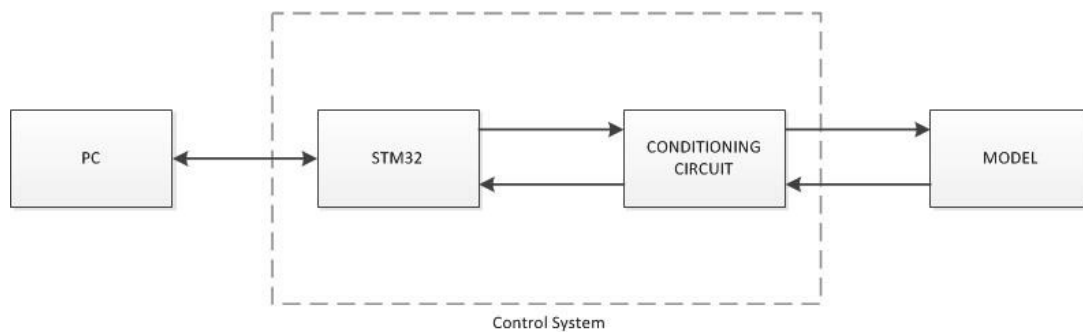 PC
STM32
CONDITIONING
CIRCUIT
MODEL
Control System